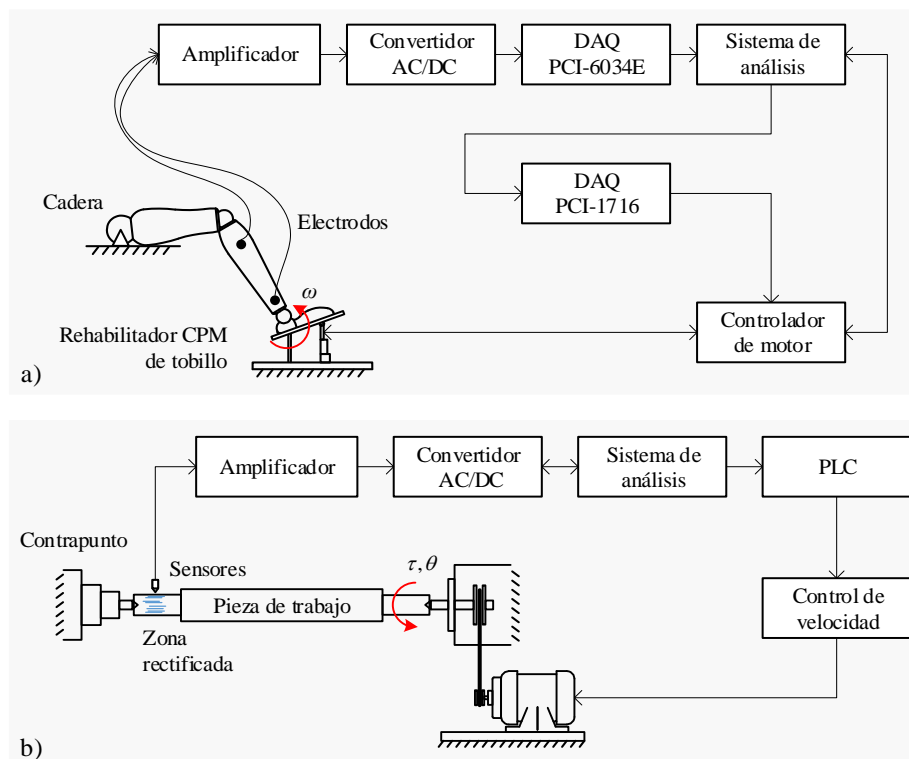 Amplificador
Convertidor
AC/DC
DAQ
PCI-6034E
Sistema de
análisis
DAQ
PCI-1716
Cadera
Electrodos
ω
Rehabilitador CPM
de tobillo
Controlador
de motor
a)
Amplificador
Convertidor
AC/DC
Sistema de
análisis
PLC
Contrapunto
Sensores
τ, θ
Pieza de trabajo
Zona
rectificada
Control de
velocidad
b)